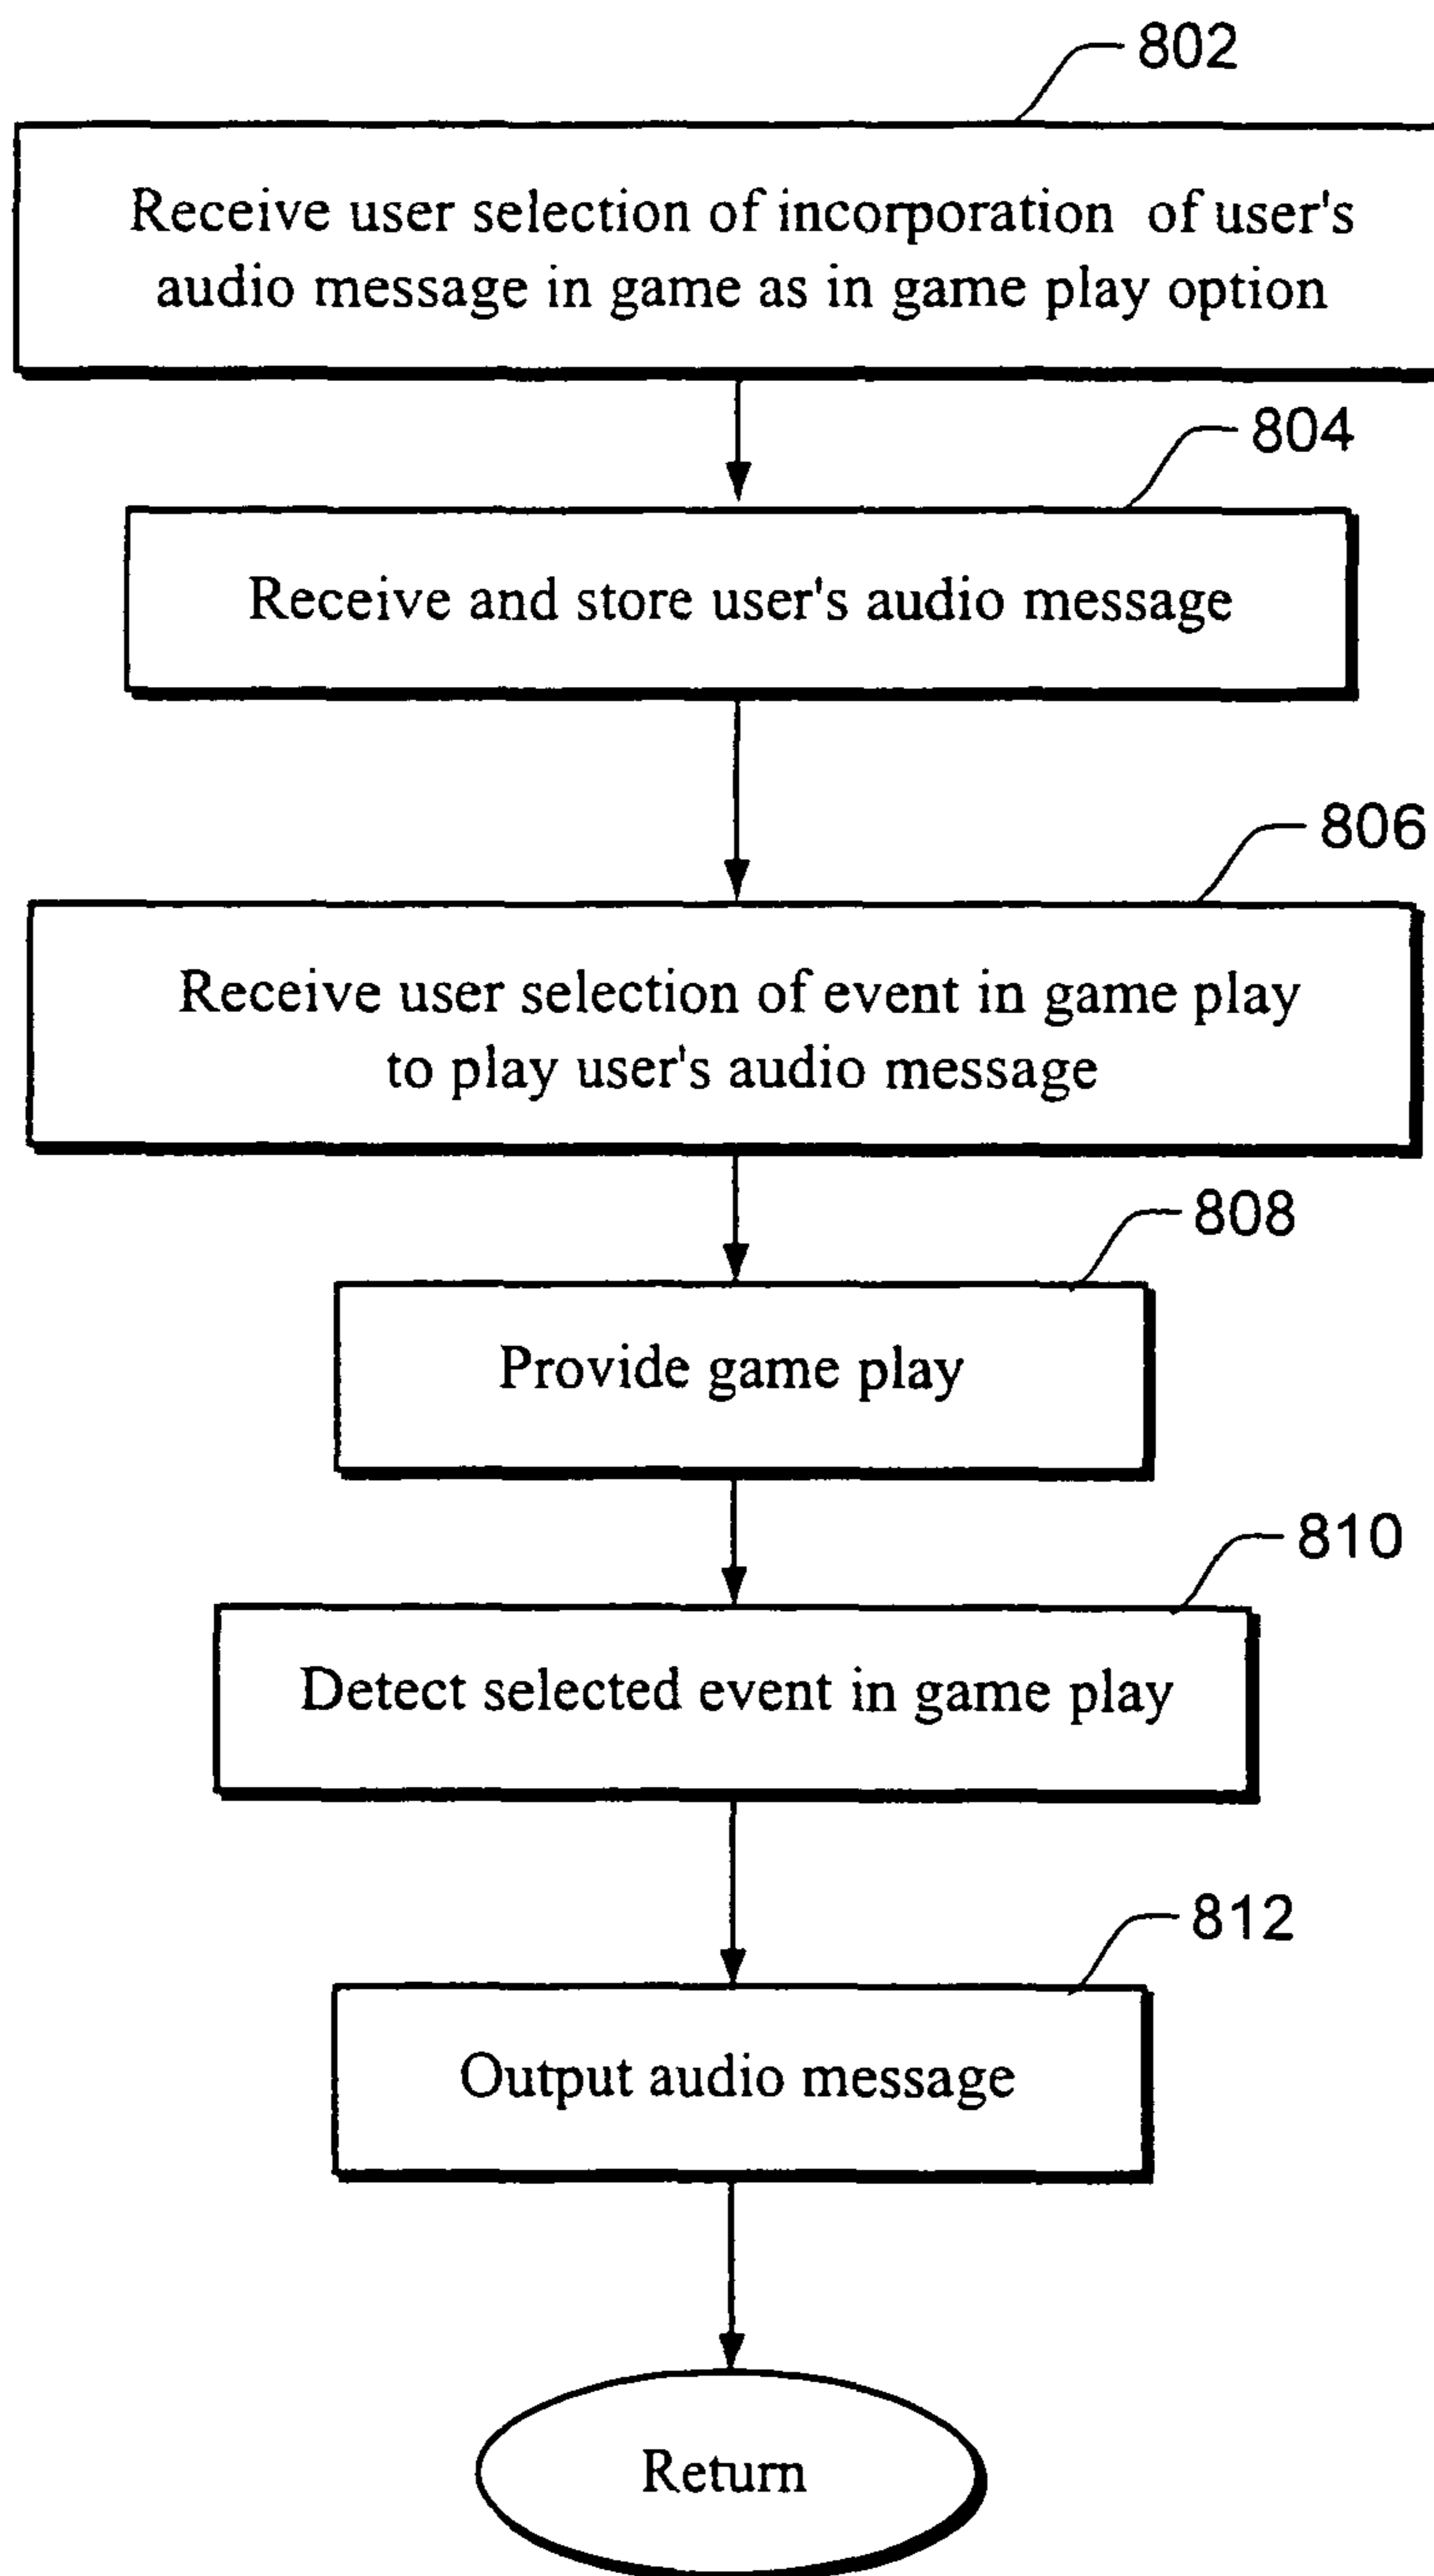 802
Receive user selection of incorporation of user's
audio message in game as in game play option
804
Receive and store user's audio message
806
Receive user selection of event in game play
to play user's audio message
808
Provide game play
810
Detect selected event in game play
812
Output audio message
Return